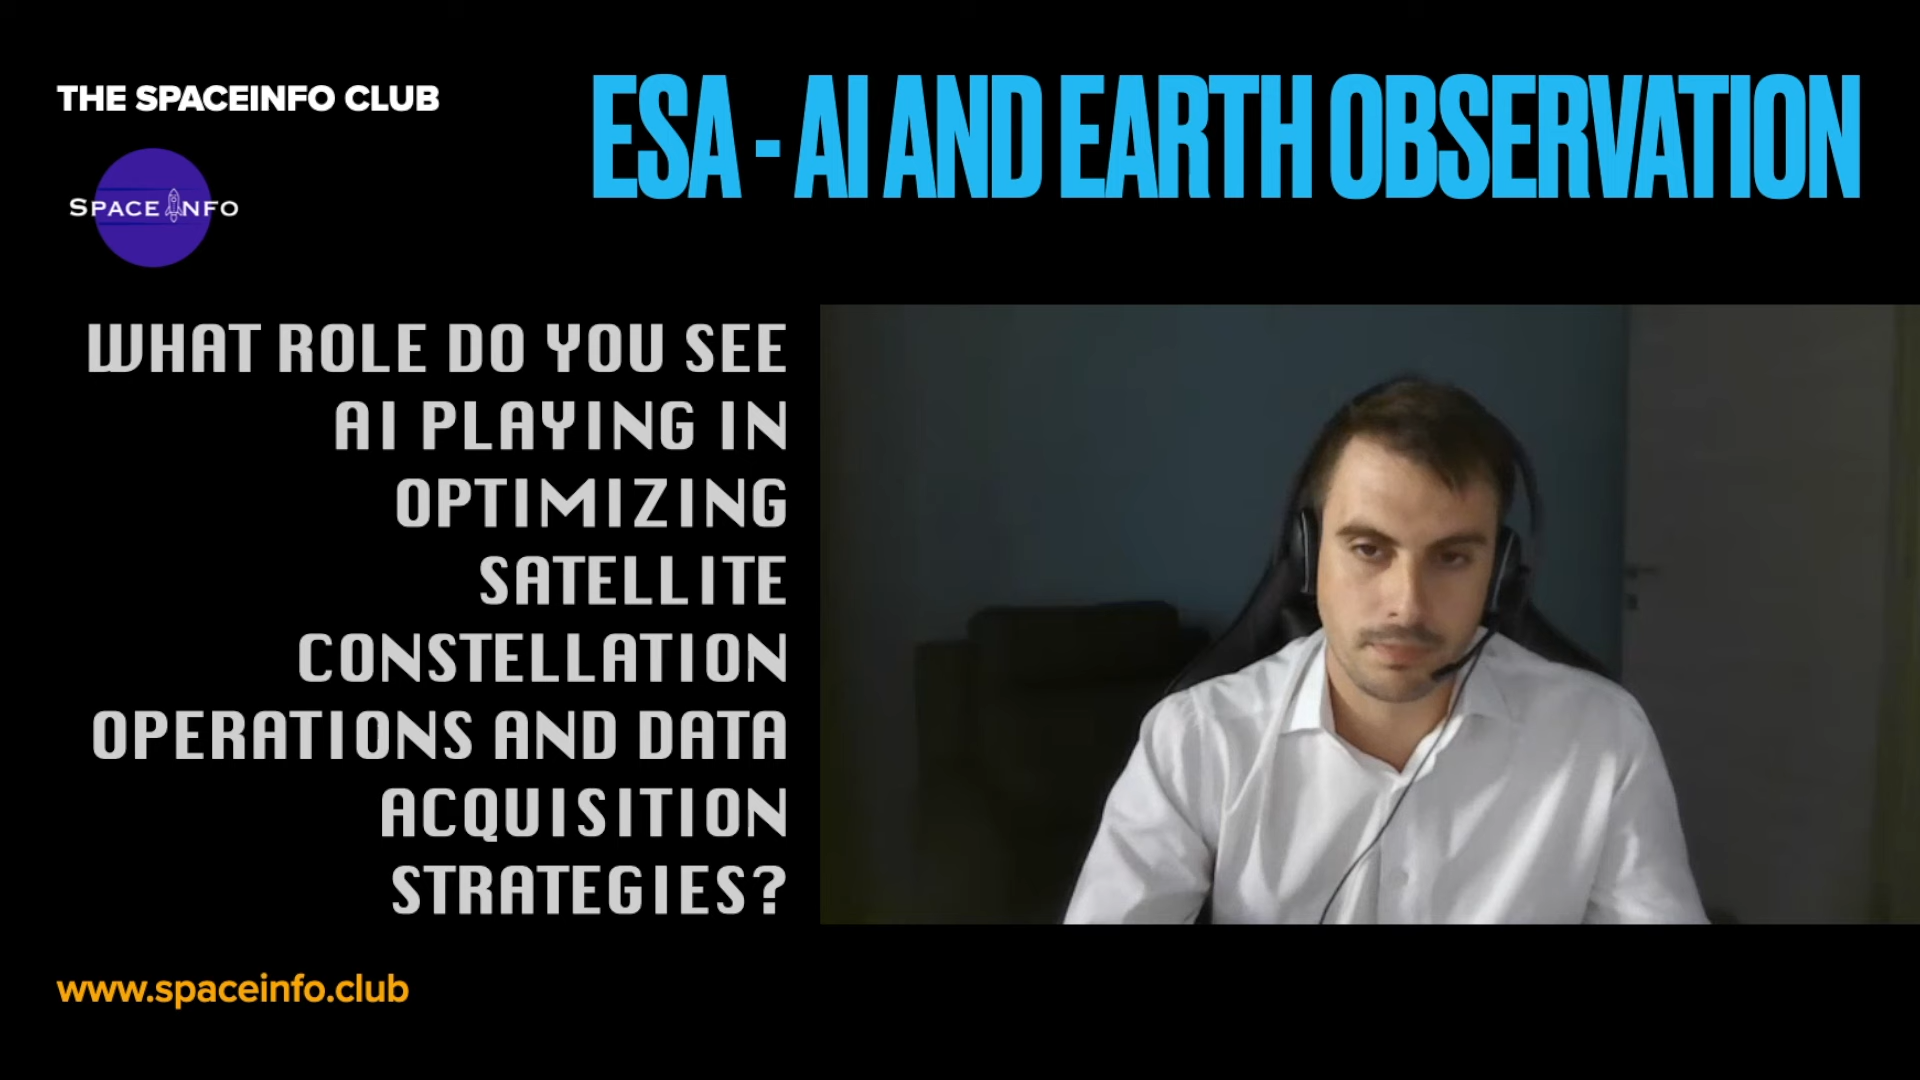 THE SPACEINFO CLUB
ESA - AI AND EARTH OBSERVATION
SPACE INFO
WHAT ROLE DO YOU SEE
AI PLAYING IN
OPTIMIZING
SATELLITE
CONSTELLATION
OPERATIONS AND DATA
ACQUISITION
STRATEGIES?
www.spaceinfo.club